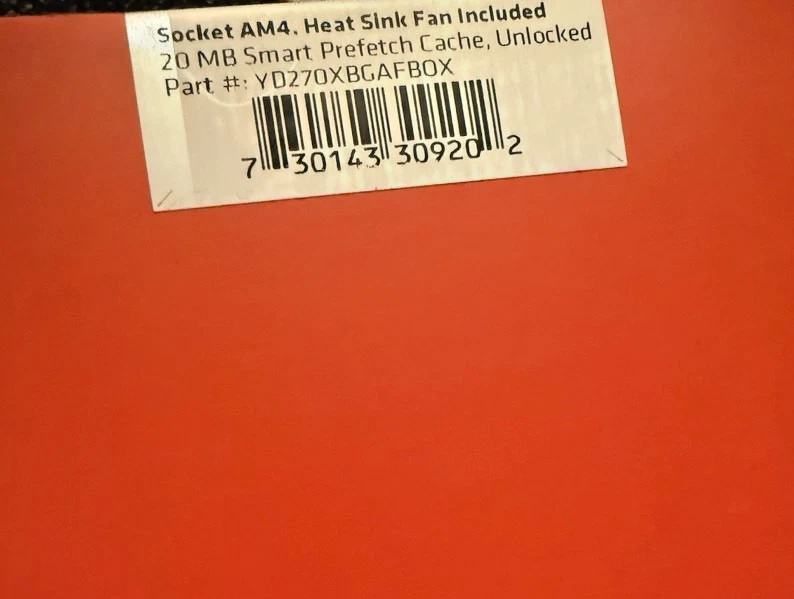 Socket AM4, Heat Sink Fan Included
20 MB Smart Prefetch Cache, Unlocked
Part #: YD270XBGAFBOX
7 30143 30920 2